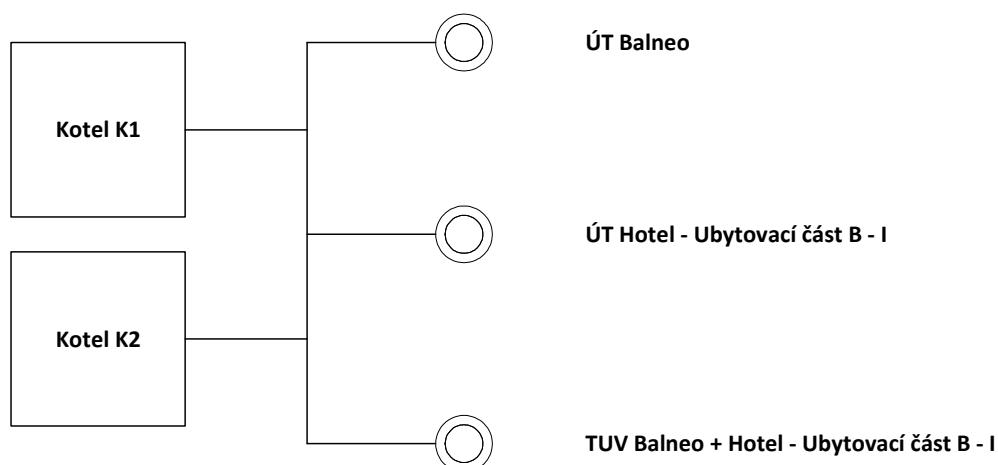 ÚT Balneo
Kotel K1
ÚT Hotel - Ubytovací část B - I
Kotel K2
TUV Balneo + Hotel - Ubytovací část B - I